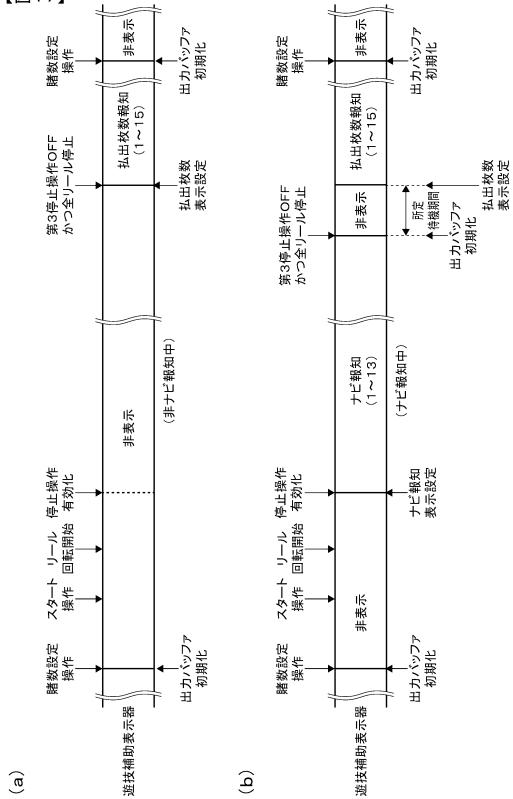 (a)
賭数設定
操作
スタート
操作
リール
回転開始
停止操作
有効化
第3停止操作OFF
かつ全リール停止
賭数設定
操作
遊技補助表示器
非表示
払出枚数報知
(1~15)
非表示
出力バッファ
初期化
(非ナビ報知中)
払出枚数
表示設定
出力バッファ
初期化
(b)
賭数設定
操作
スタート
操作
リール
回転開始
停止操作
有効化
第3停止操作OFF
かつ全リール停止
賭数設定
操作
遊技補助表示器
非表示
ナビ報知
(1~13)
非表示
払出枚数報知
(1~15)
非表示
出力バッファ
初期化
ナビ報知
表示設定
(ナビ報知中)
所定
待機期間
出力バッファ
初期化
払出枚数
表示設定
出力バッファ
初期化